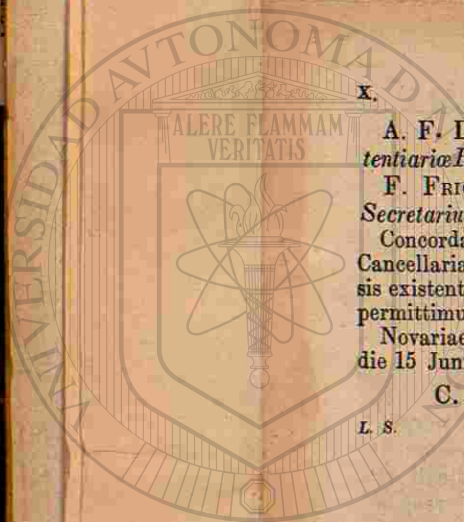 UNIVERSIDAD AUTONOMA D
ALERE FLAMMAM
VERITATIS
X.
A. F.
tentiariæ
F. FRI
Secretariu
Concorda
Cancellaria
sis existent
permittimu
Novariae
die 15 Jun
C.
L. S.